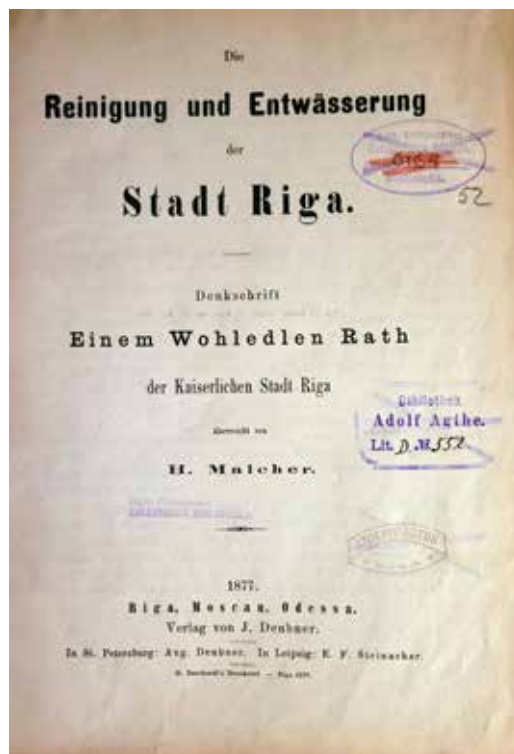 Die
Reinigung und Entwässerung
der
Stadt Riga.
52
Denkschrift
Einem Wohledlen Rath
der Kaiserlichen Stadt Riga
überreicht von
Bibliothek
Adolf Agthe.
Lit. D. № 552
H. Malcher.
1877.
Riga, Moscau, Odessa.
Verlag von J. Deubner.
In St. Petersburg: Aug. Deubner. In Leipzig: E. F. Steinacker.